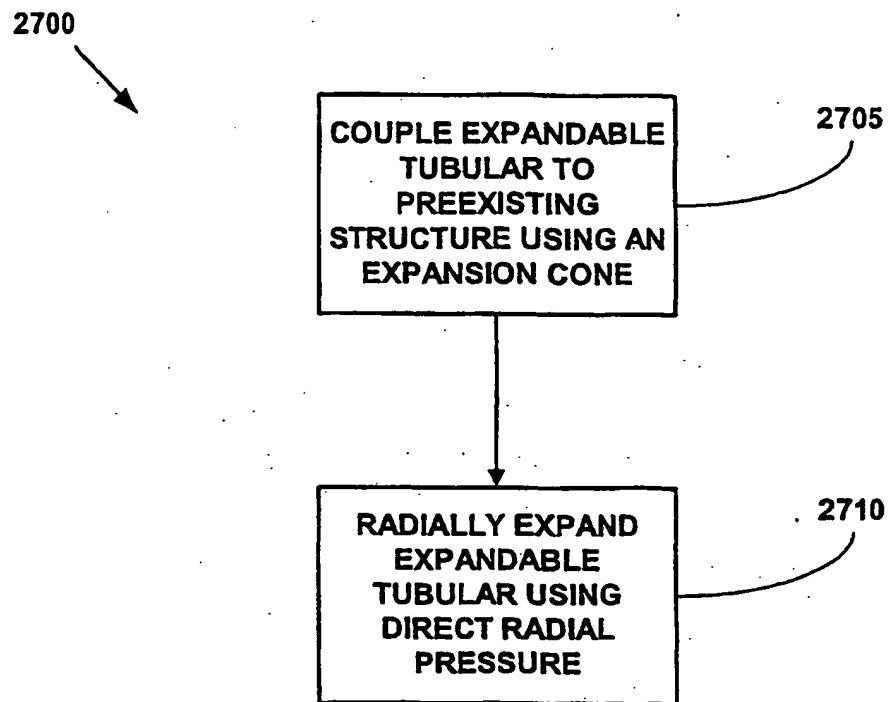 2700
COUPLE EXPANDABLE
TUBULAR TO
PREEXISTING
STRUCTURE USING AN
EXPANSION CONE
2705
RADIALLY EXPAND
EXPANDABLE
TUBULAR USING
DIRECT RADIAL
PRESSURE
2710